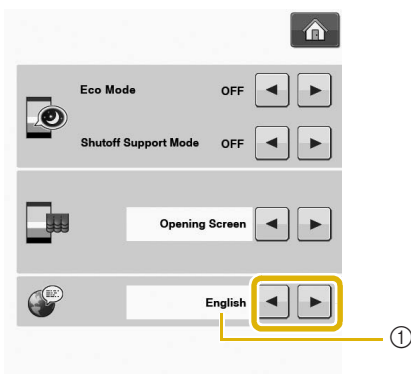 Eco Mode OFF
Shutoff Support Mode OFF
Opening Screen
English
①